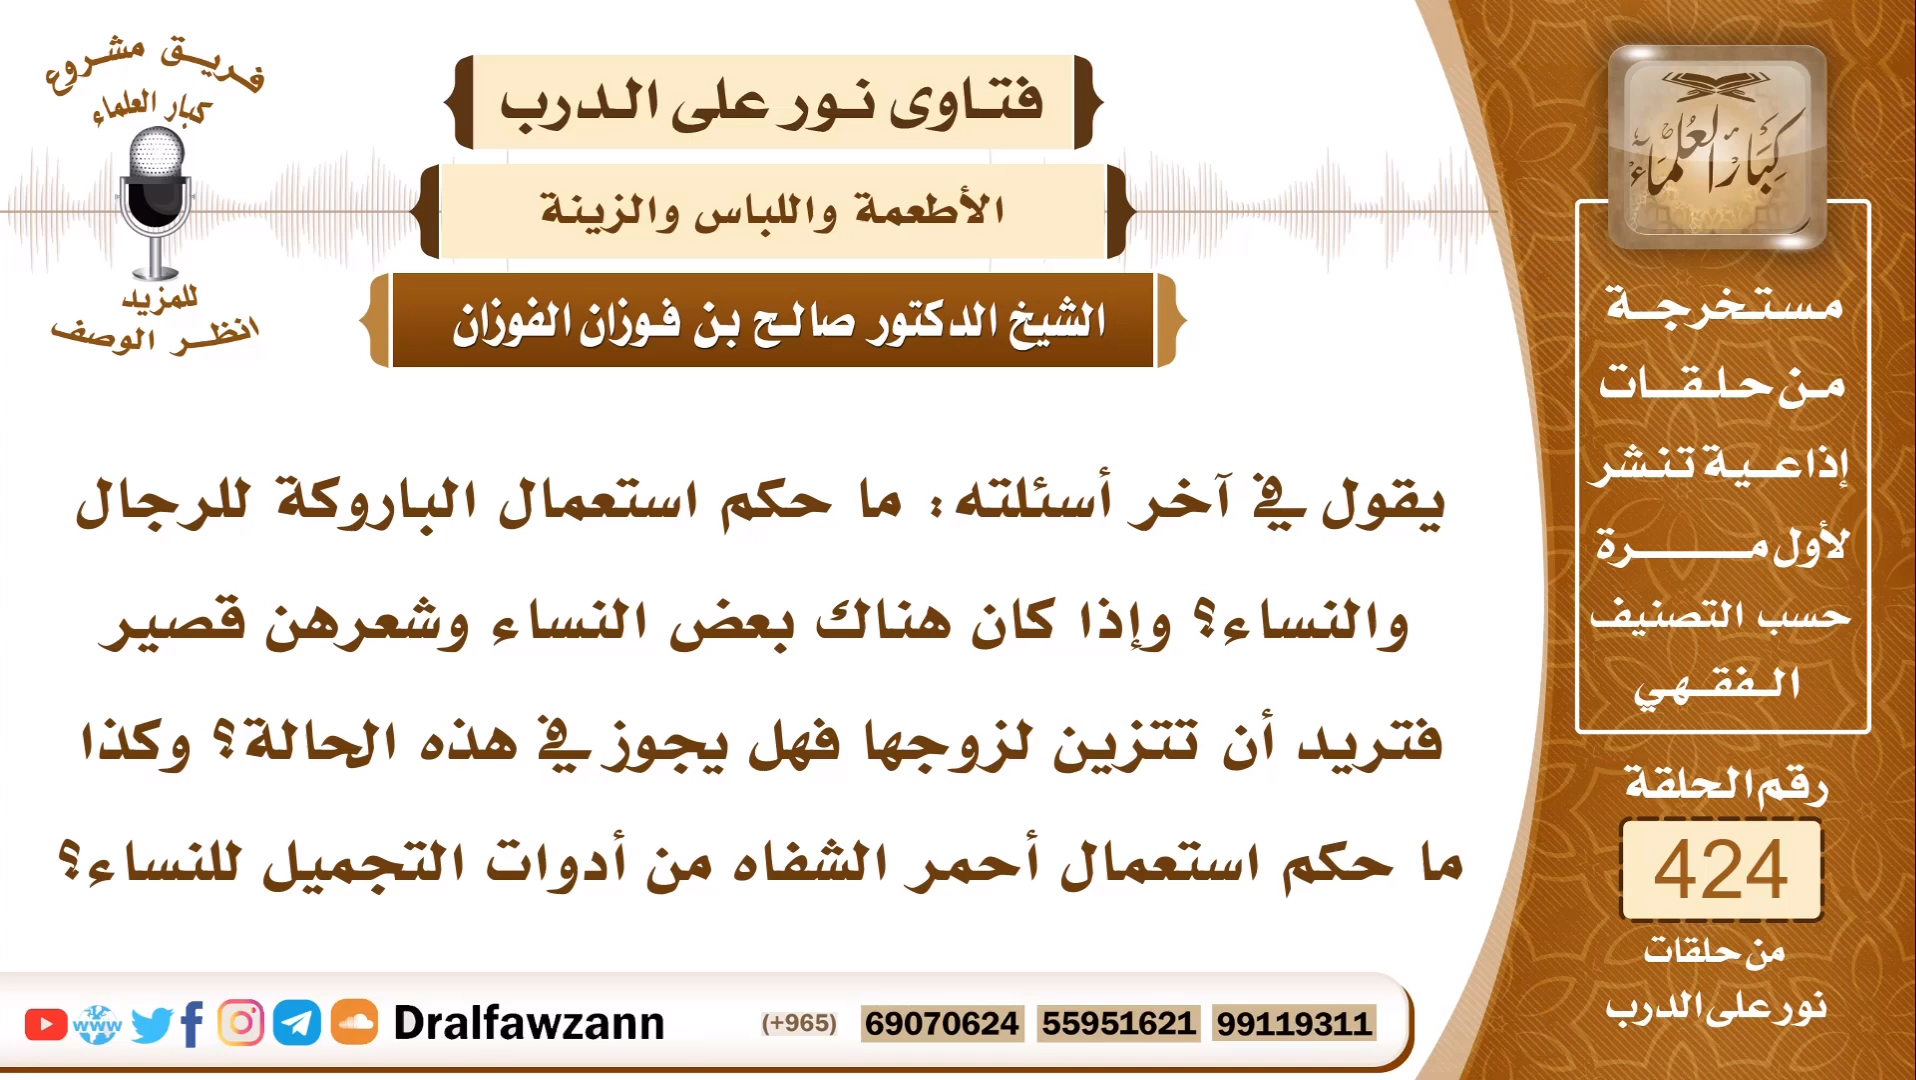 فريق مشروع
كبار العلماء
للمزيد
انظر الوصف
فتاوى نور على الدرب
الأطعمة واللباس والزينة
الشيخ الدكتور صالح بن فوزان الفوزان
يقول في آخر أسئلته: ما حكم استعمال الباروكة للرجال
والنساء؟ وإذا كان هناك بعض النساء وشعرهن قصير
فتريد أن تتزين لزوجها فهل يجوز في هذه الحالة؟ وكذا
ما حكم استعمال أحمر الشفاه من أدوات التجميل للنساء؟
كِبَارُ العُلَمَاء
مستخرجة
من حلقات
إذاعية تنشر
لأول مرة
حسب التصنيف
الفقهي
رقم الحلقة
424
من حلقات
نور على الدرب
www
Dralfawzann
(+965) 69070624 55951621 99119311